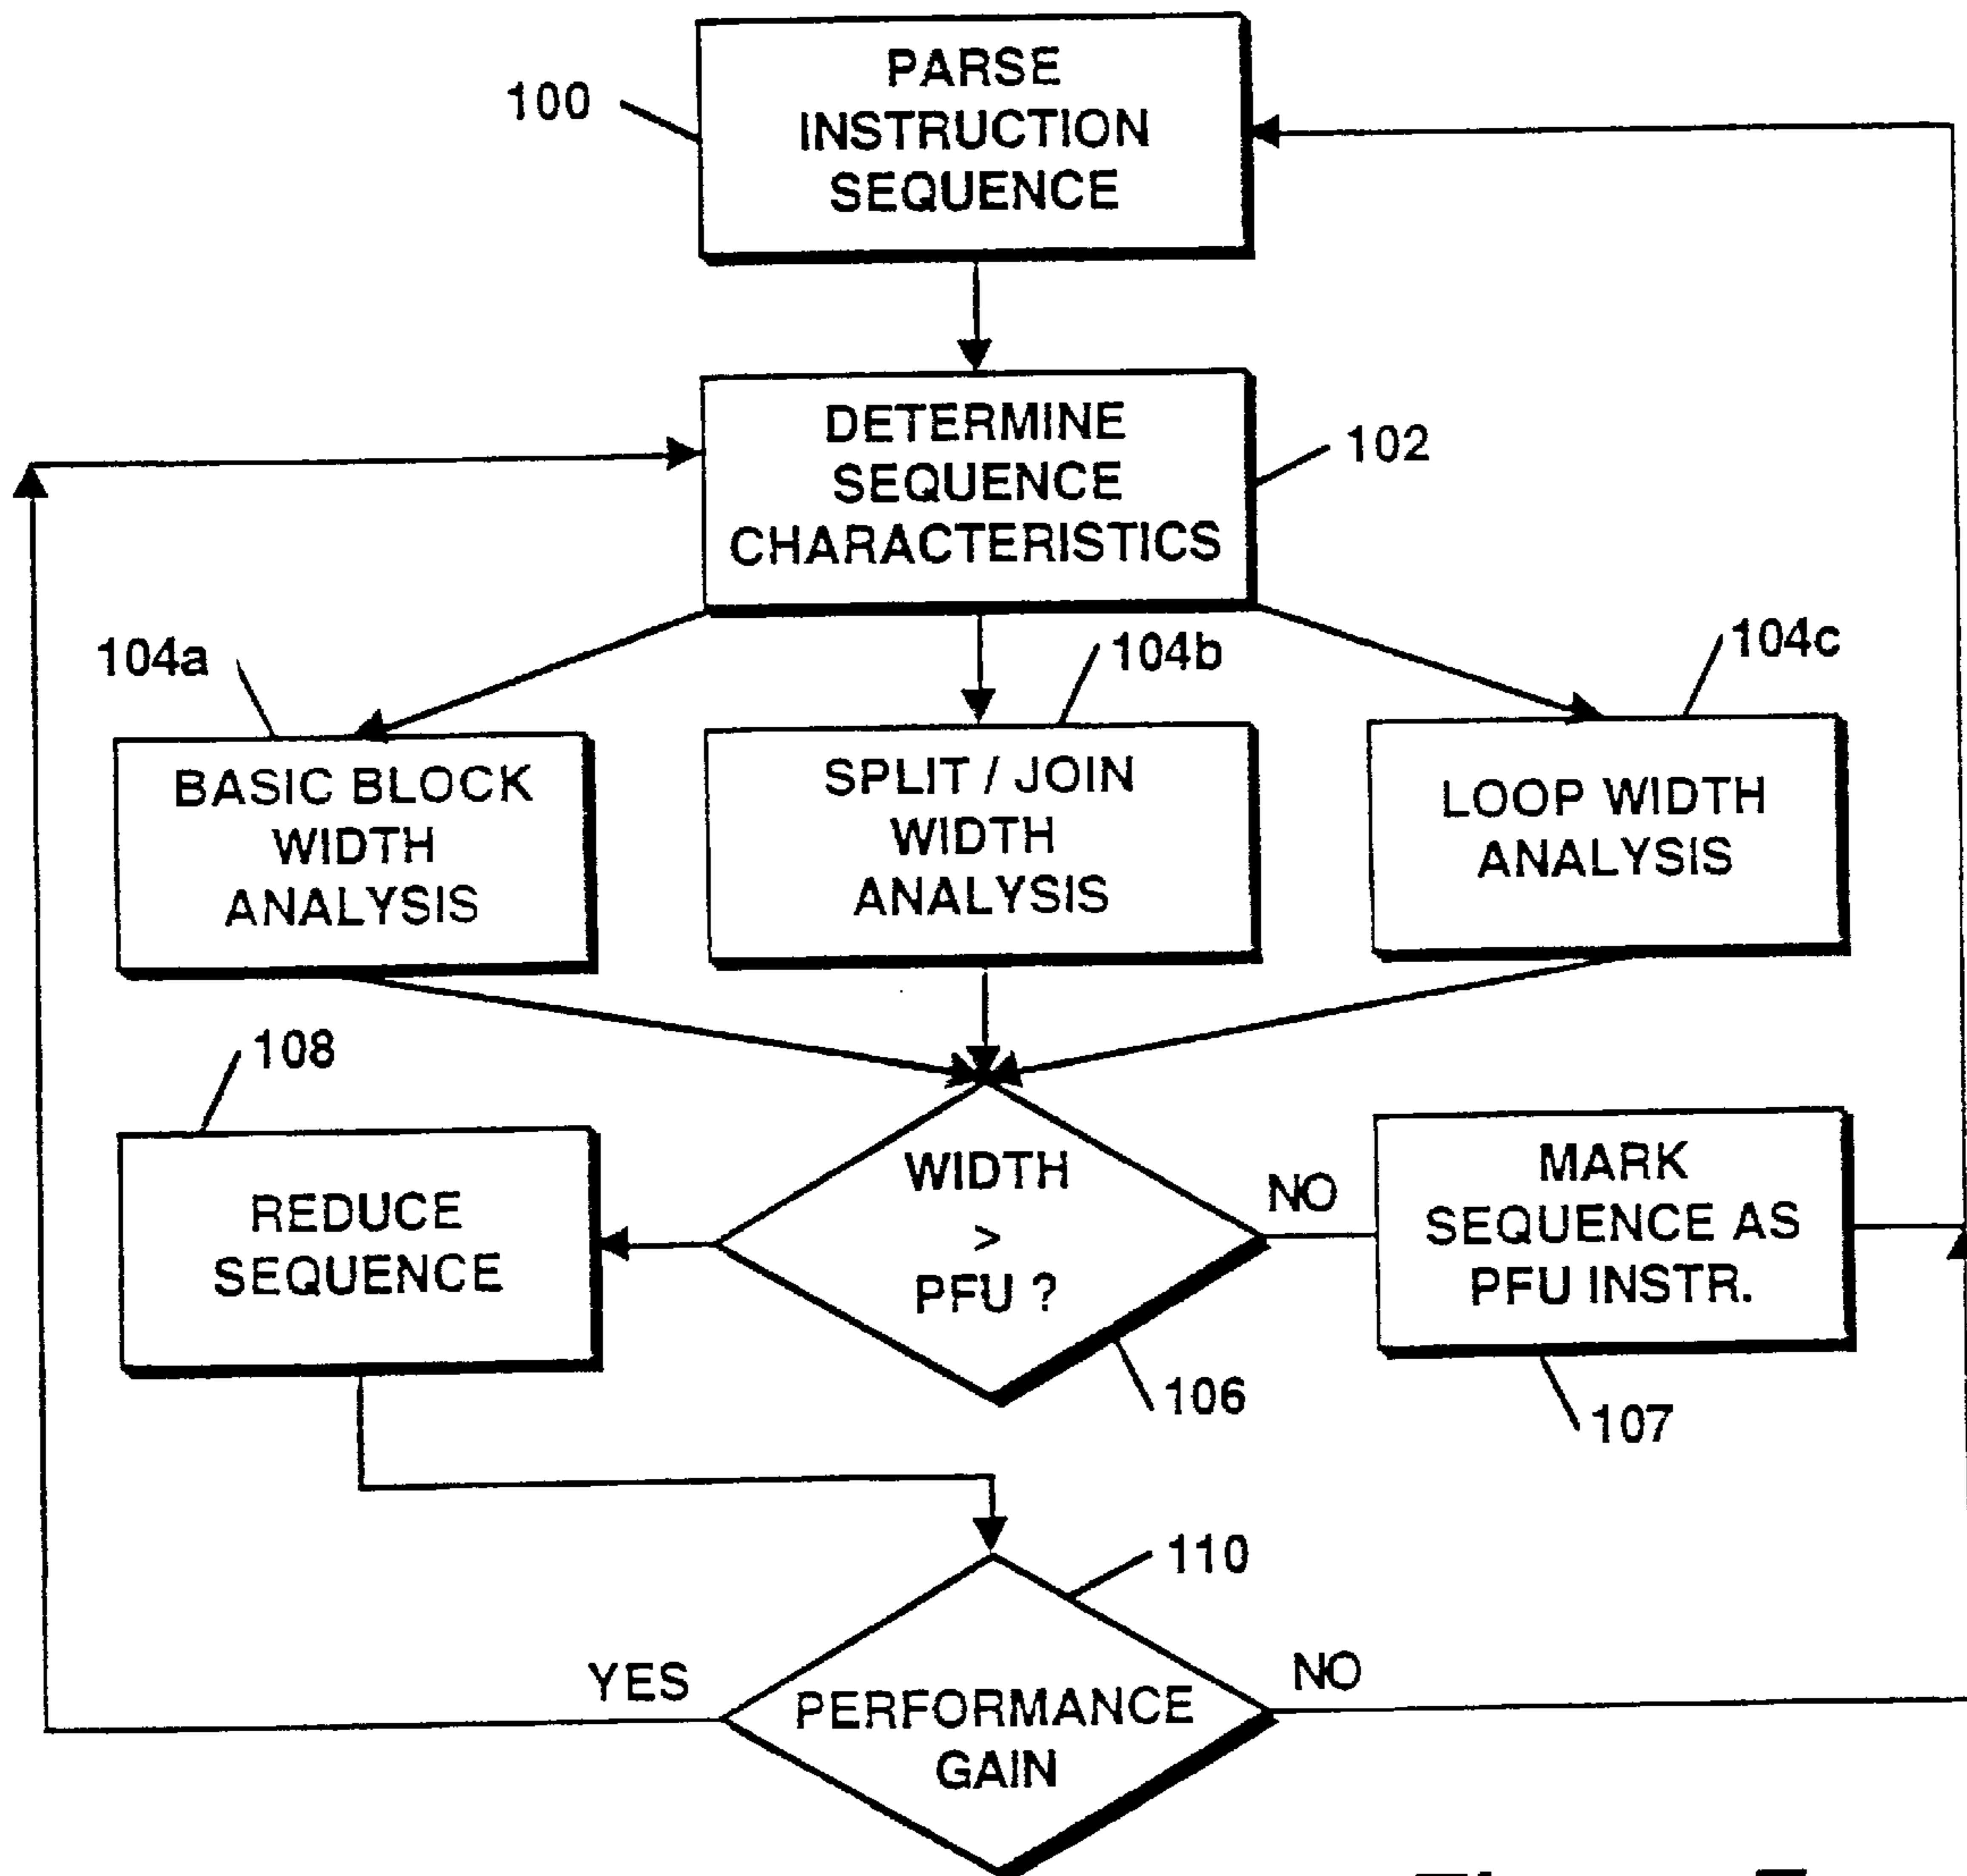 PARSE
INSTRUCTION
SEQUENCE
100
DETERMINE
SEQUENCE
CHARACTERISTICS
102
104a
104b
104c
BASIC BLOCK
WIDTH
ANALYSIS
SPLIT / JOIN
WIDTH
ANALYSIS
LOOP WIDTH
ANALYSIS
108
REDUCE
SEQUENCE
WIDTH
>
PFU ?
NO
MARK
SEQUENCE AS
PFU INSTR.
106
107
110
YES
PERFORMANCE
GAIN
NO